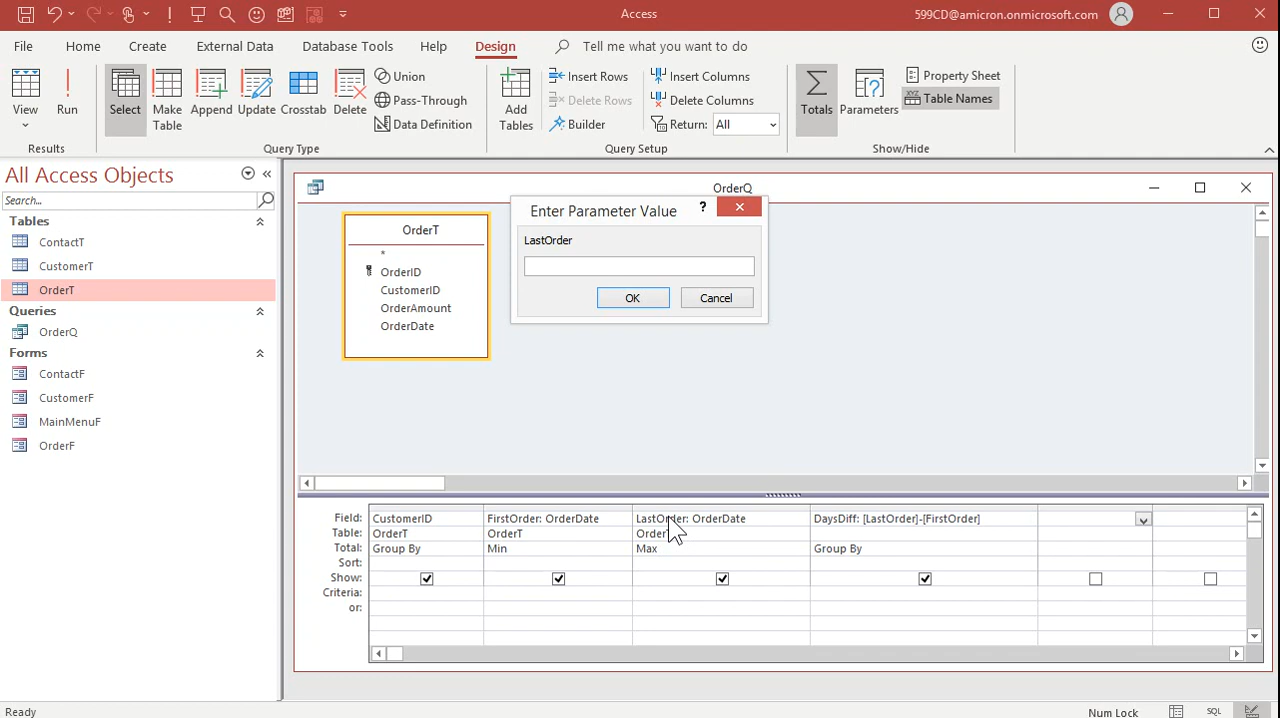 Access
599CD@amicron.onmicrosoft.com
File
Home
Create
External Data
Database Tools
Help
Design
Tell me what you want to do
View
Run
Select
Make Table
Append
Update
Crosstab
Delete
Union
Pass-Through
Data Definition
Add Tables
Insert Rows
Delete Rows
Builder
Insert Columns
Delete Columns
Return: All
Totals
Parameters
Property Sheet
Table Names
Results
Query Type
Query Setup
Show/Hide
All Access Objects
Search...
Tables
ContactT
CustomerT
OrderT
Queries
OrderQ
Forms
ContactF
CustomerF
MainMenuF
OrderF
OrderQ
OrderT
*
OrderID
CustomerID
OrderAmount
OrderDate
Enter Parameter Value
?
LastOrder
OK
Cancel
Field: CustomerID FirstOrder: OrderDate LastOrder: OrderDate DaysDiff: [LastOrder]-[FirstOrder]
Table: OrderT OrderT
Total: Group By Min Max Group By
Sort:
Show:
Criteria:
or:
Ready
Num Lock
SQL